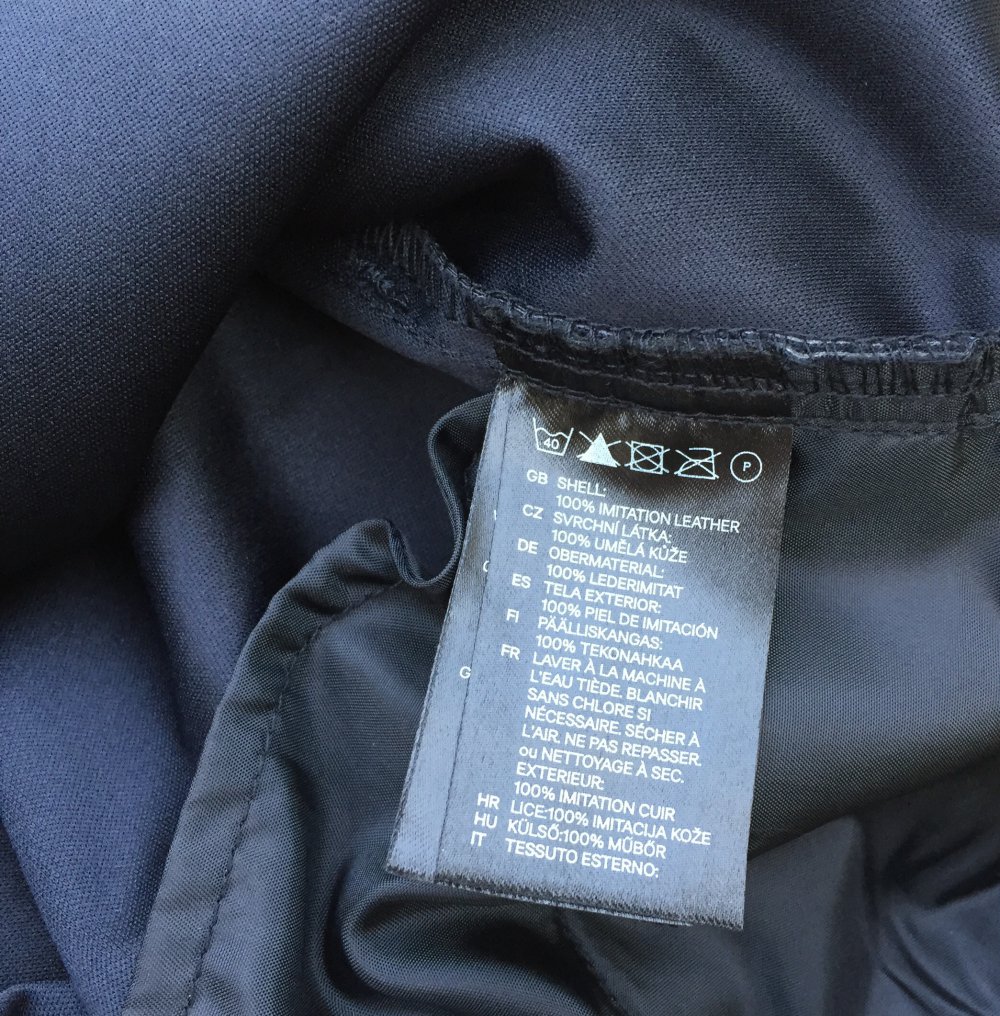 40
P
GB SHELL:
100% IMITATION LEATHER
CZ SVRCHNÍ LÁTKA:
100% UMĚLÁ KŮŽE
DE OBERMATERIAL:
100% LEDERIMITAT
ES TELA EXTERIOR:
100% PIEL DE IMITACIÓN
FI PÄÄLLISKANGAS:
100% TEKONAHKAA
FR LAVER À LA MACHINE À
L'EAU TIÈDE. BLANCHIR
SANS CHLORE SI
NÉCESSAIRE. SÉCHER À
L'AIR. NE PAS REPASSER.
ou NETTOYAGE À SEC.
EXTERIEUR:
100% IMITATION CUIR
HR LICE:100% IMITACIJA KOŽE
HU KÜLSŐ:100% MŰBŐR
IT TESSUTO ESTERNO: